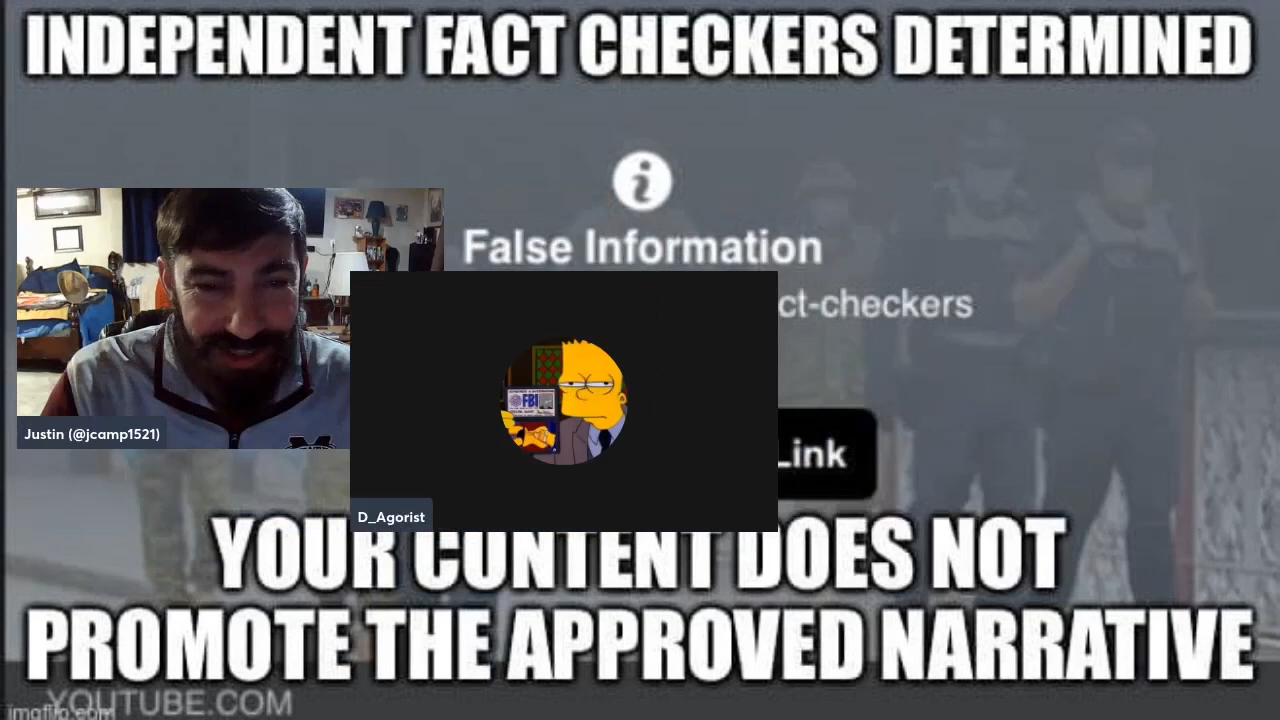 INDEPENDENT FACT CHECKERS DETERMINED
i
False Information
ct-checkers
FBI
Justin (@jcamp1521)
Link
D_Agorist
YOUR CONTENT DOES NOT
PROMOTE THE APPROVED NARRATIVE
YOUTUBE.COM
imgflip.com